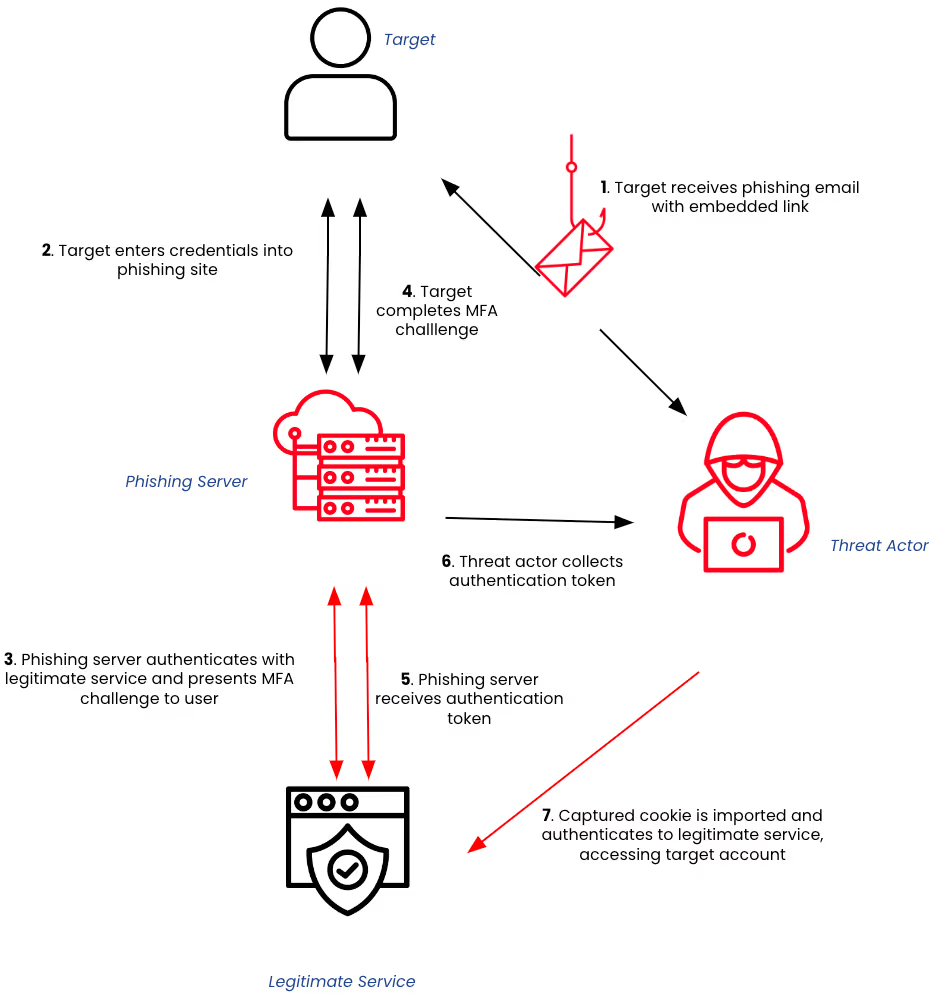 Target
1. Target receives phishing email
with embedded link
2. Target enters credentials into
phishing site
4. Target
completes MFA
challlenge
Phishing Server
Threat Actor
6. Threat actor collects
authentication token
3. Phishing server authenticates with
legitimate service and presents MFA
challenge to user
5. Phishing server
receives authentication
token
7. Captured cookie is imported and
authenticates to legitimate service,
accessing target account
Legitimate Service